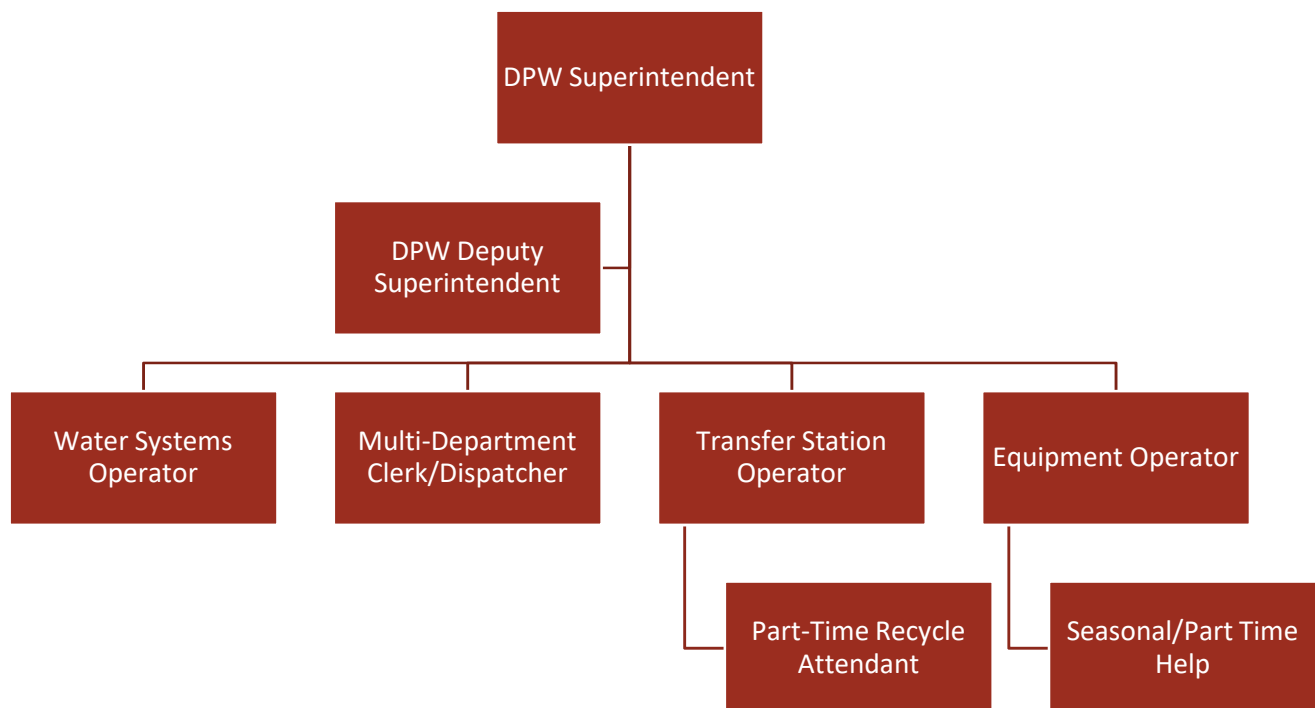 DPW Superintendent
DPW Deputy
Superintendent
Water Systems
Operator
Multi-Department
Clerk/Dispatcher
Transfer Station
Operator
Equipment Operator
Part-Time Recycle
Attendant
Seasonal/Part Time
Help